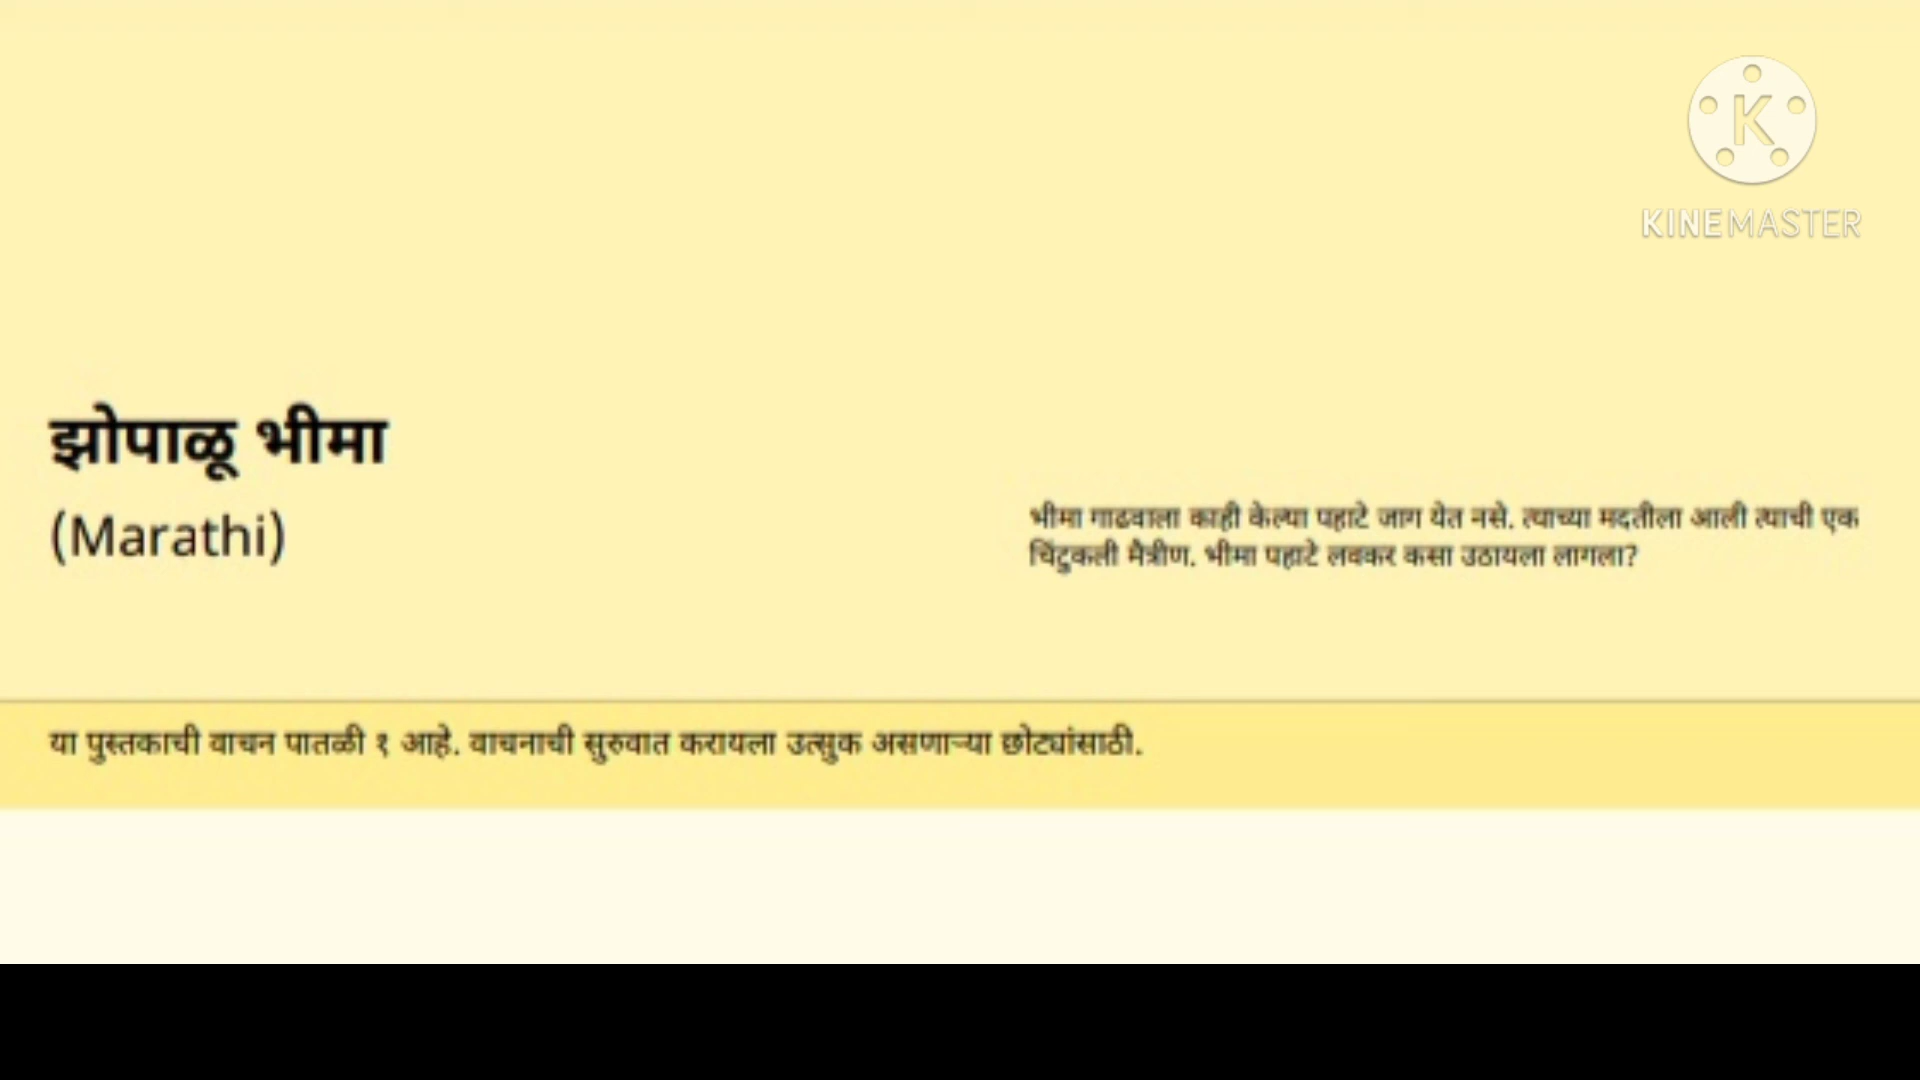 KINEMASTER
झोपाळू भीमा
(Marathi)
भीमा गाढवाला काही केल्या पहाटे जाग येत नसे. त्याच्या मदतीला आली त्याची एक
चिंटुकली मैत्रीण. भीमा पहाटे लवकर कसा उठायला लागला?
या पुस्तकाची वाचन पातळी १ आहे. वाचनाची सुरुवात करायला उत्सुक असणाऱ्या छोट्यांसाठी.